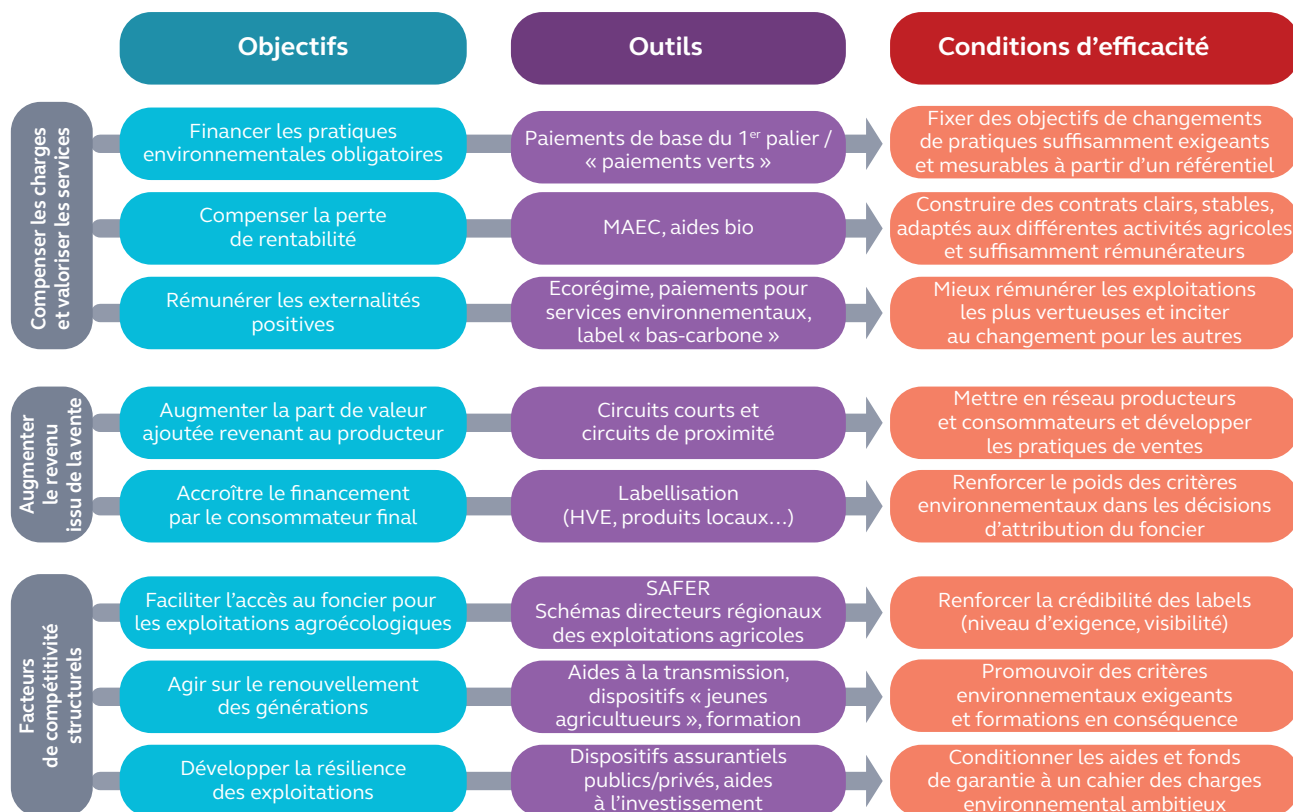 Objectifs
Outils
Conditions d’efficacité
Compenser les charges
et valoriser les services
Financer les pratiques
environnementales obligatoires
Paiements de base du 1er palier /
« paiements verts »
Fixer des objectifs de changements
de pratiques suffisamment exigeants
et mesurables à partir d’un référentiel
Compenser la perte
de rentabilité
MAEC, aides bio
Construire des contrats clairs, stables,
adaptés aux différentes activités agricoles
et suffisamment rémunérateurs
Rémunérer les externalités
positives
Ecorégime, paiements pour
services environnementaux,
label « bas-carbone »
Mieux rémunérer les exploitations
les plus vertueuses et inciter
au changement pour les autres
Augmenter
le revenu
issu de la vente
Augmenter la part de valeur
ajoutée revenant au producteur
Circuits courts et
circuits de proximité
Mettre en réseau producteurs
et consommateurs et développer
les pratiques de ventes
Accroître le financement
par le consommateur final
Labellisation
(HVE, produits locaux…)
Renforcer le poids des critères
environnementaux dans les décisions
d’attribution du foncier
Facteurs
de compétitivité
structurels
Faciliter l’accès au foncier pour
les exploitations agroécologiques
SAFER
Schémas directeurs régionaux
des exploitations agricoles
Renforcer la crédibilité des labels
(niveau d’exigence, visibilité)
Agir sur le renouvellement
des générations
Aides à la transmission,
dispositifs « jeunes
agricultueurs », formation
Promouvoir des critères
environnementaux exigeants
et formations en conséquence
Développer la résilience
des exploitations
Dispositifs assurantiels
publics/privés, aides
à l’investissement
Conditionner les aides et fonds
de garantie à un cahier des charges
environnemental ambitieux